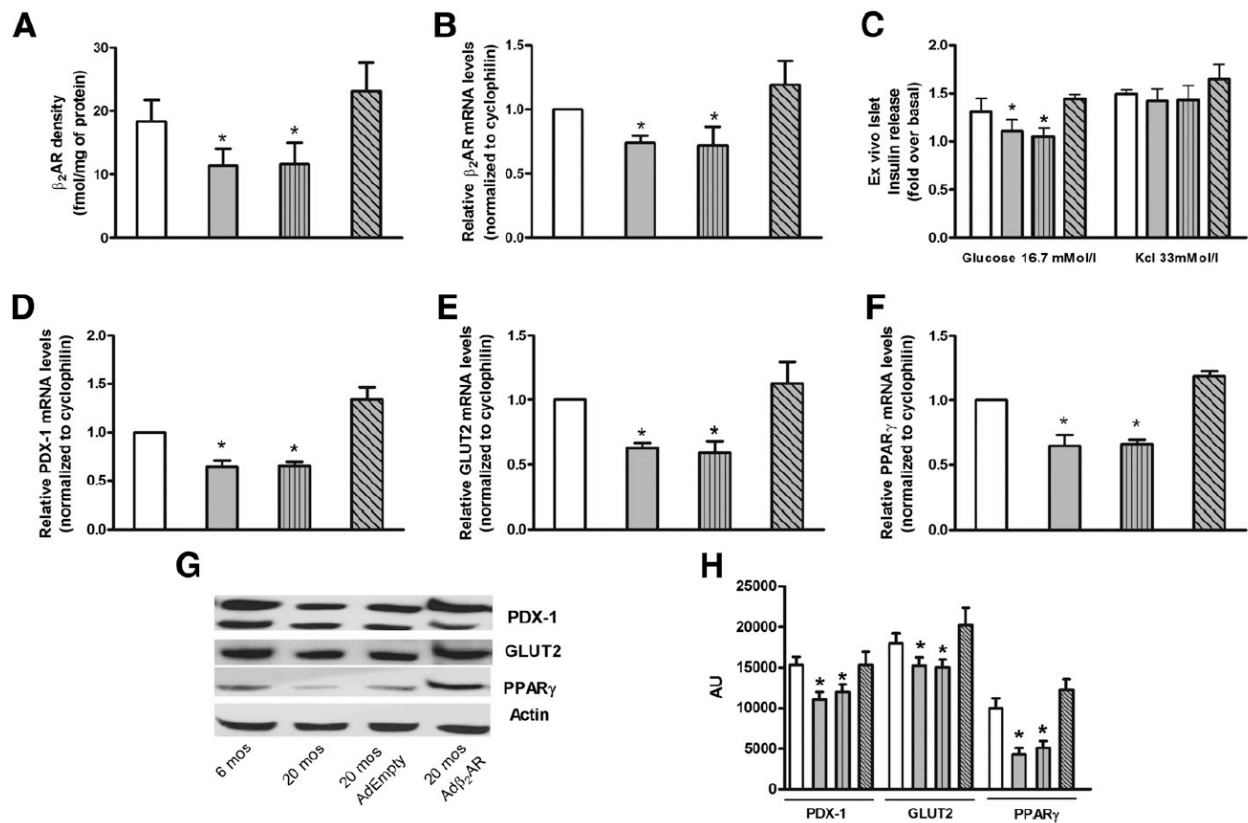 A
β2AR density
(fmol/mg of protein)
30
20
10
0
*
*
B
Relative β2AR mRNA levels
(normalized to cyclophilin)
1.5
1.0
0.5
0.0
*
*
C
Ex vivo Islet
Insulin release
(fold over basal)
2.0
1.5
1.0
0.5
0.0
*
*
Glucose 16.7 mMol/l
Kcl 33mMol/l
D
Relative PDX-1 mRNA levels
(normalized to cyclophilin)
2.0
1.5
1.0
0.5
0.0
*
*
E
Relative GLUT2 mRNA levels
(normalized to cyclophilin)
1.5
1.0
0.5
0.0
*
*
F
Relative PPARγ mRNA levels
(normalized to cyclophilin)
1.5
1.0
0.5
0.0
*
*
G
PDX-1
GLUT2
PPARγ
Actin
6 mos
20 mos
20 mos
AdEmpty
20 mos
Adβ2AR
H
AU
25000
20000
15000
10000
5000
0
*
*
*
*
*
*
PDX-1
GLUT2
PPARγ